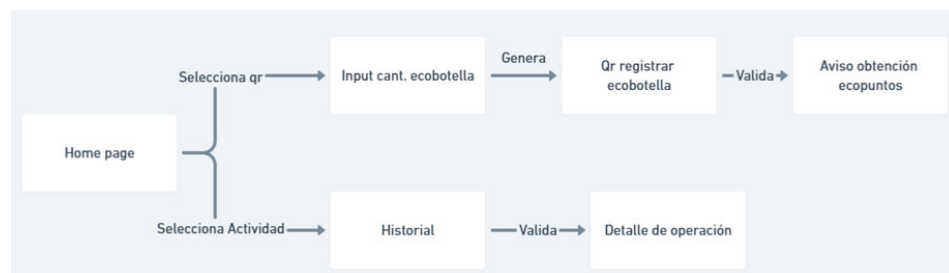 Home page
Selecciona qr
Input cant. ecobotella
Genera
Qr registrar
ecobotella
Valida
Aviso obtención
ecopuntos
Selecciona Actividad
Historial
Valida
Detalle de operación